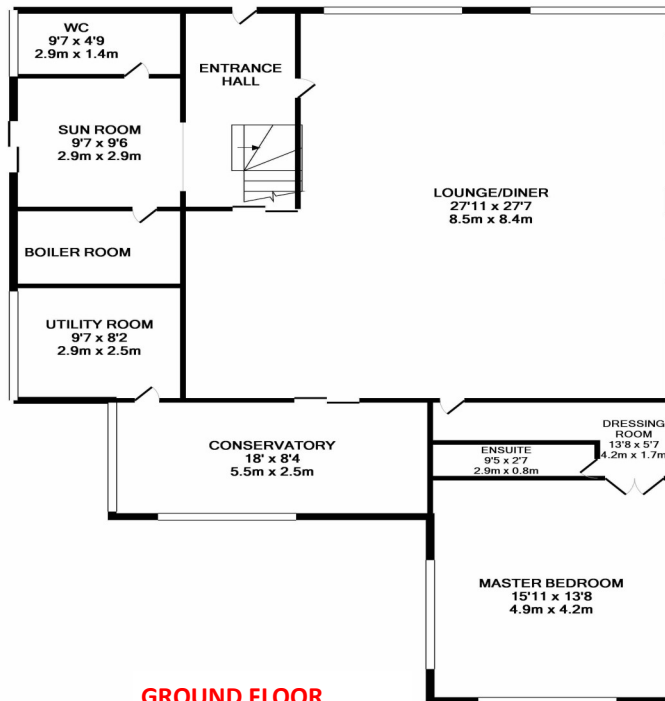 WC
9'7 x 4'9
2.9m x 1.4m
ENTRANCE
HALL
SUN ROOM
9'7 x 9'6
2.9m x 2.9m
LOUNGE/DINER
27'11 x 27'7
8.5m x 8.4m
BOILER ROOM
UTILITY ROOM
9'7 x 8'2
2.9m x 2.5m
CONSERVATORY
18' x 8'4
5.5m x 2.5m
DRESSING
ROOM
13'8 x 5'7
4.2m x 1.7m
ENSUITE
9'5 x 2'7
2.9m x 0.8m
MASTER BEDROOM
15'11 x 13'8
4.9m x 4.2m
GROUND FLOOR